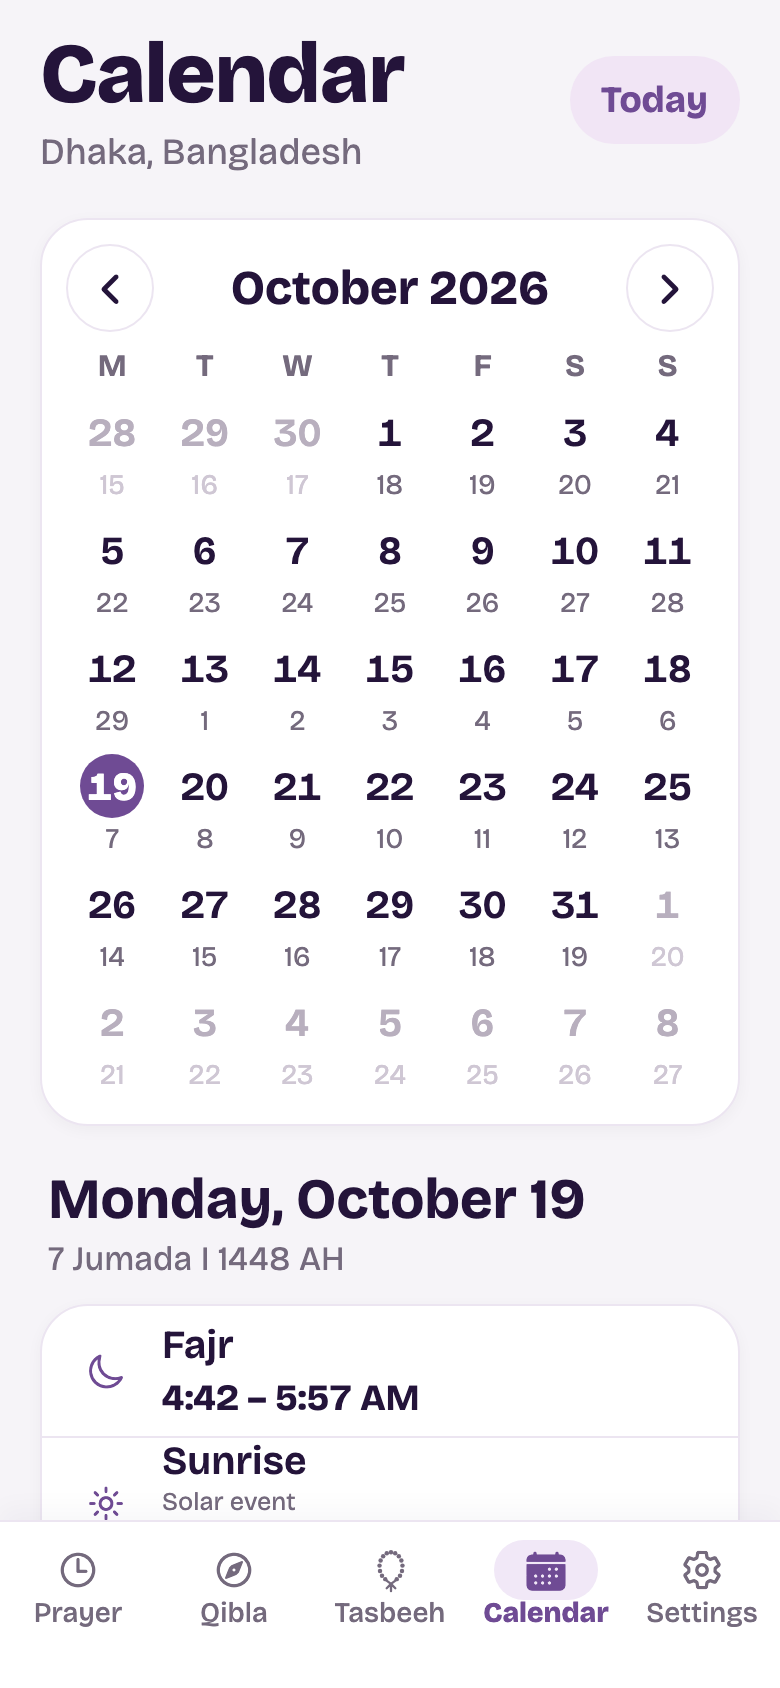 Calendar
Today
Dhaka, Bangladesh
October 2026
M T W T F S S
28 29 30 1 2 3 4
15 16 17 18 19 20 21
5 6 7 8 9 10 11
22 23 24 25 26 27 28
12 13 14 15 16 17 18
29 1 2 3 4 5 6
19 20 21 22 23 24 25
7 8 9 10 11 12 13
26 27 28 29 30 31 1
14 15 16 17 18 19 20
2 3 4 5 6 7 8
21 22 23 24 25 26 27
Monday, October 19
7 Jumada I 1448 AH
Fajr
4:42 – 5:57 AM
Sunrise
Solar event
Prayer Qibla Tasbeeh Calendar Settings